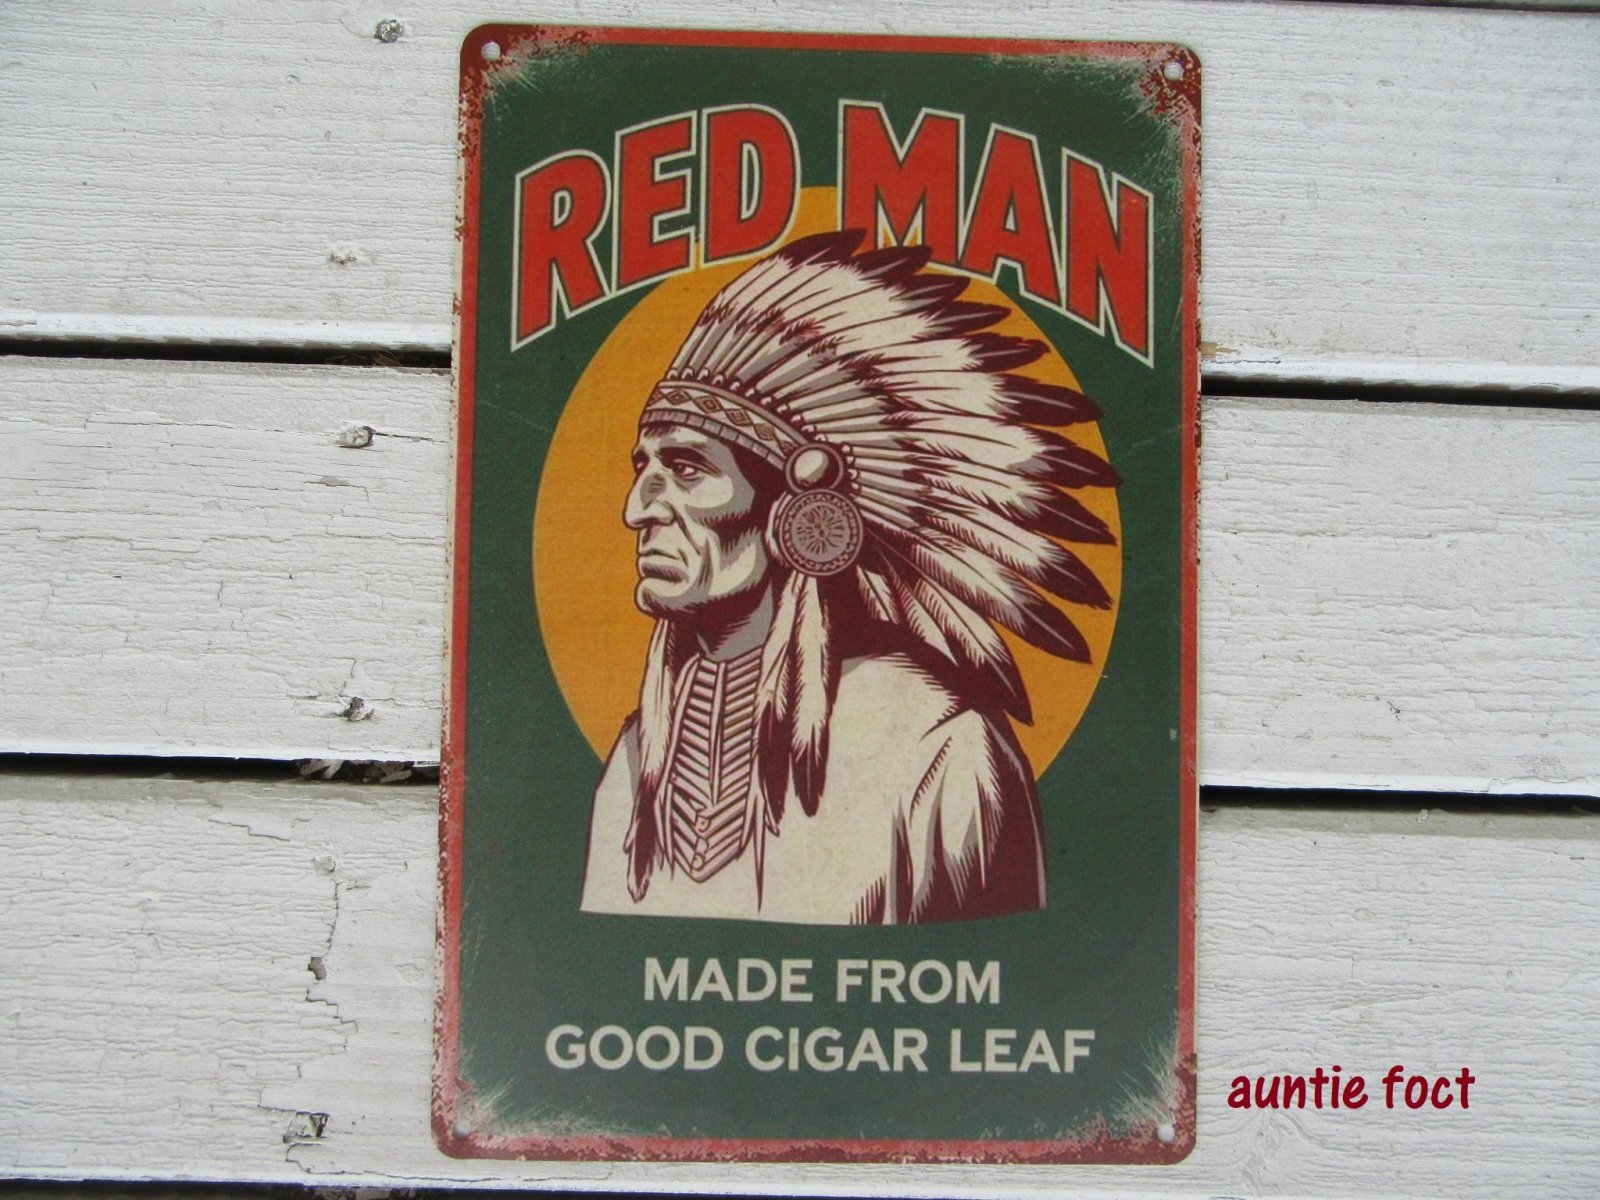 RED MAN
MADE FROM
GOOD CIGAR LEAF
auntie foct